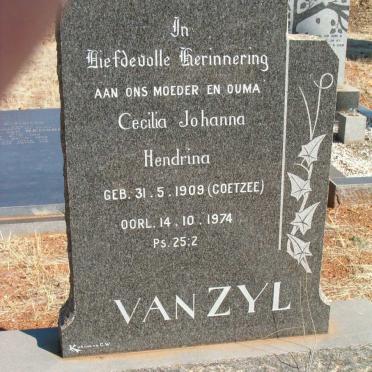 In
Liefdevolle Herinnering
AAN ONS MOEDER EN OUMA
Cecilia Johanna
Hendrina
GEB. 31.5.1909 (COETZEE)
OORL. 14.10.1974
PS. 25:2
VAN ZYL